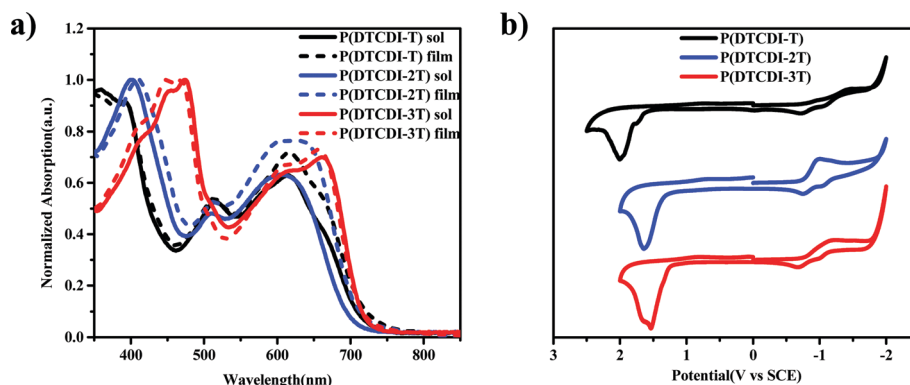 a)
1.2
1.0
0.8
0.6
0.4
0.2
0.0
Normalized Absorption(a.u.)
P(DTCDI-T) sol
P(DTCDI-T) film
P(DTCDI-2T) sol
P(DTCDI-2T) film
P(DTCDI-3T) sol
P(DTCDI-3T) film
400 500 600 700 800
Wavelength(nm)
b)
P(DTCDI-T)
P(DTCDI-2T)
P(DTCDI-3T)
3 2 1 0 -1 -2
Potential(V vs SCE)